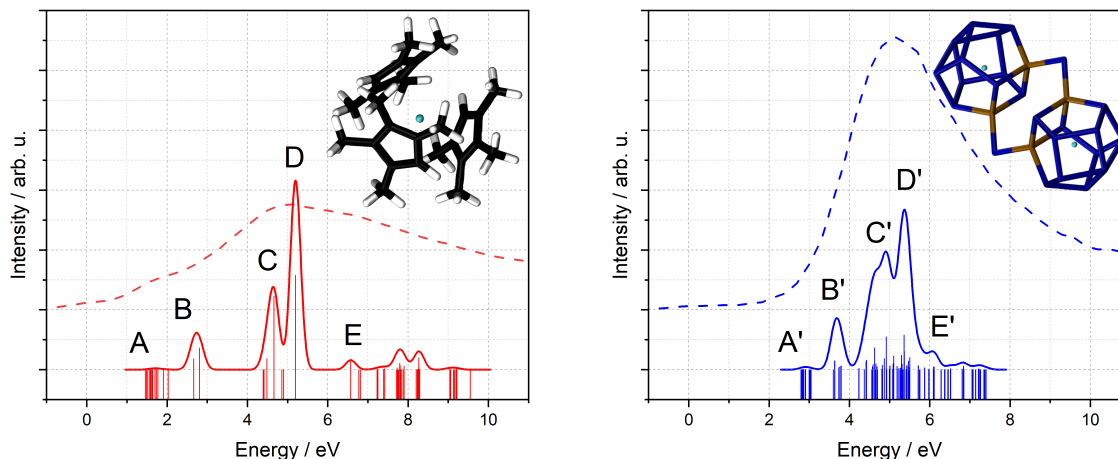 Intensity / arb. u.
A
B
C
D
E
0
2
4
6
8
10
Energy / eV
Intensity / arb. u.
A'
B'
C'
D'
E'
0
2
4
6
8
10
Energy / eV